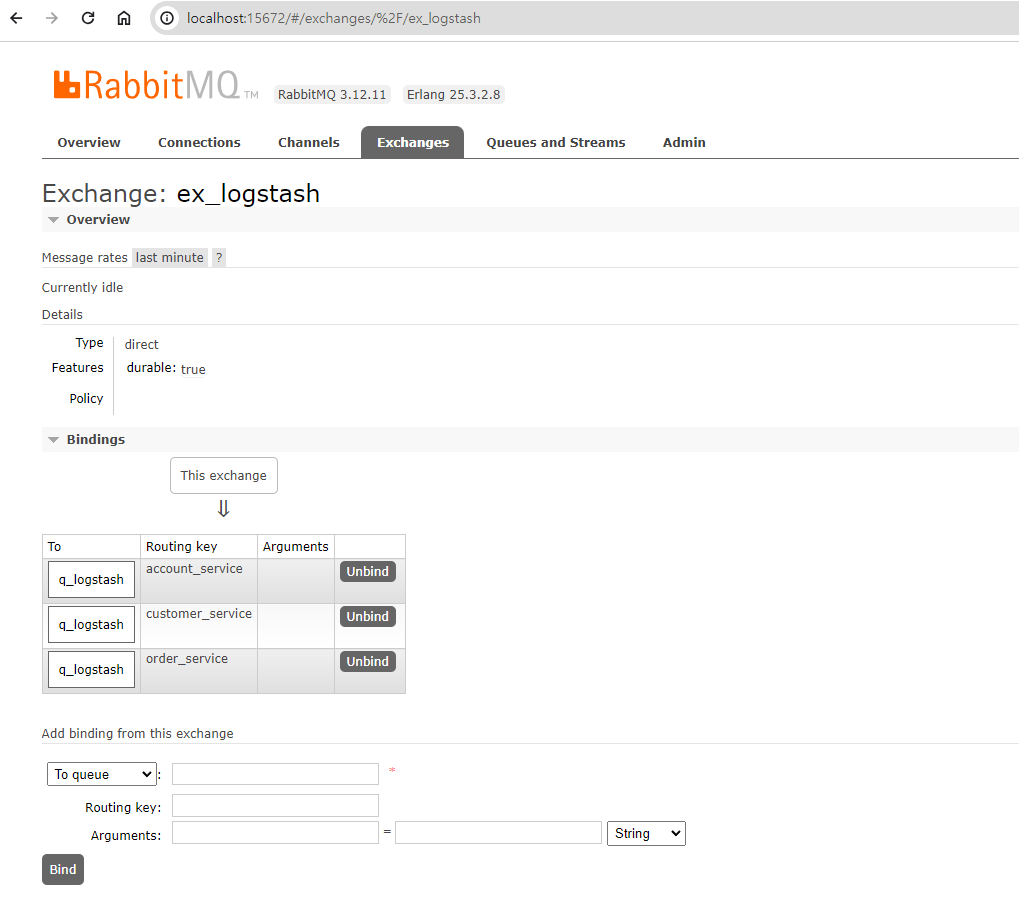 localhost:15672/#/exchanges/%2F/ex_logstash
RabbitMQ TM RabbitMQ 3.12.11 Erlang 25.3.2.8
Overview Connections Channels Exchanges Queues and Streams Admin
Exchange: ex_logstash
Overview
Message rates last minute ?
Currently idle
Details
Type direct
Features durable: true
Policy
Bindings
This exchange
⇓
To Routing key Arguments
q_logstash account_service Unbind
q_logstash customer_service Unbind
q_logstash order_service Unbind
Add binding from this exchange
To queue : *
Routing key:
Arguments: = String
Bind